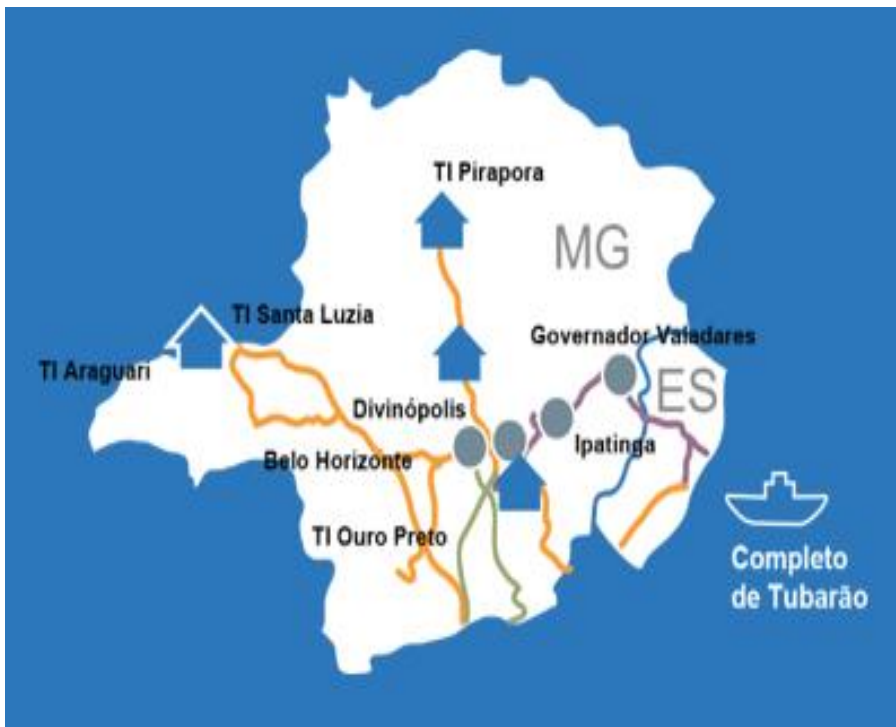 TI Pirapora
MG
TI Santa Luzia
Governador Valadares
TI Araguari
ES
Divinópolis
Ipatinga
Belo Horizonte
TI Ouro Preto
Completo
de Tubarão